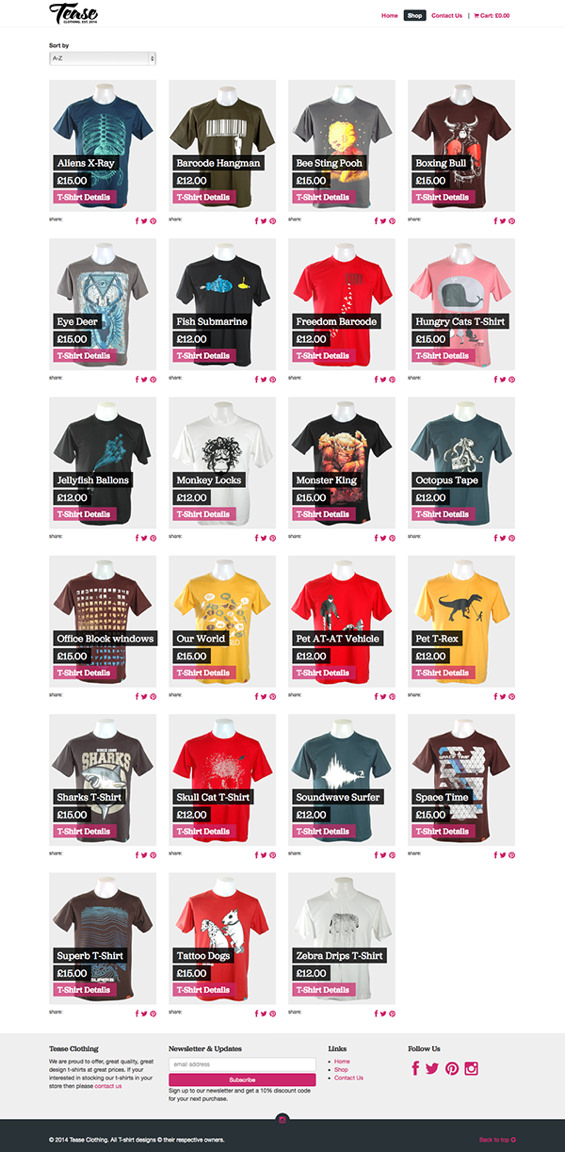 Tease
CLOTHING EST. 2014
Home Shop Contact Us | Cart: £0.00
Sort by
A-Z
Aliens X-Ray
£15.00
T-Shirt Details
share:
Barcode Hangman
£12.00
T-Shirt Details
share:
Bee Sting Pooh
£15.00
T-Shirt Details
share:
Boxing Bull
£15.00
T-Shirt Details
share:
Eye Deer
£15.00
T-Shirt Details
share:
Fish Submarine
£12.00
T-Shirt Details
share:
Freedom Barcode
£12.00
T-Shirt Details
share:
Hungry Cats T-Shirt
£15.00
T-Shirt Details
share:
Jellyfish Ballons
£12.00
T-Shirt Details
share:
Monkey Locks
£12.00
T-Shirt Details
share:
Monster King
£15.00
T-Shirt Details
share:
Octopus Tape
£12.00
T-Shirt Details
share:
Office Block windows
£15.00
T-Shirt Details
share:
Our World
£15.00
T-Shirt Details
share:
Pet AT-AT Vehicle
£12.00
T-Shirt Details
share:
Pet T-Rex
£12.00
T-Shirt Details
share:
SHARKS
Sharks T-Shirt
£15.00
T-Shirt Details
share:
Skull Cat T-Shirt
£12.00
T-Shirt Details
share:
Soundwave Surfer
£12.00
T-Shirt Details
share:
Space Time
£15.00
T-Shirt Details
share:
Superb T-Shirt
£15.00
T-Shirt Details
SUPERB
share:
Tattoo Dogs
£15.00
T-Shirt Details
share:
Zebra Drips T-Shirt
£12.00
T-Shirt Details
share:
Tease Clothing
We are proud to offer, great quality, great
design t-shirts at great prices. If your
interested in stocking our t-shirts in your
store then please contact us
Newsletter & Updates
email address
Subscribe
Sign up to our newsletter and get a 10% discount code
for your next purchase.
Links
Home
Shop
Contact Us
Follow Us
© 2014 Tease Clothing. All T-shirt designs © their respective owners.
Back to top